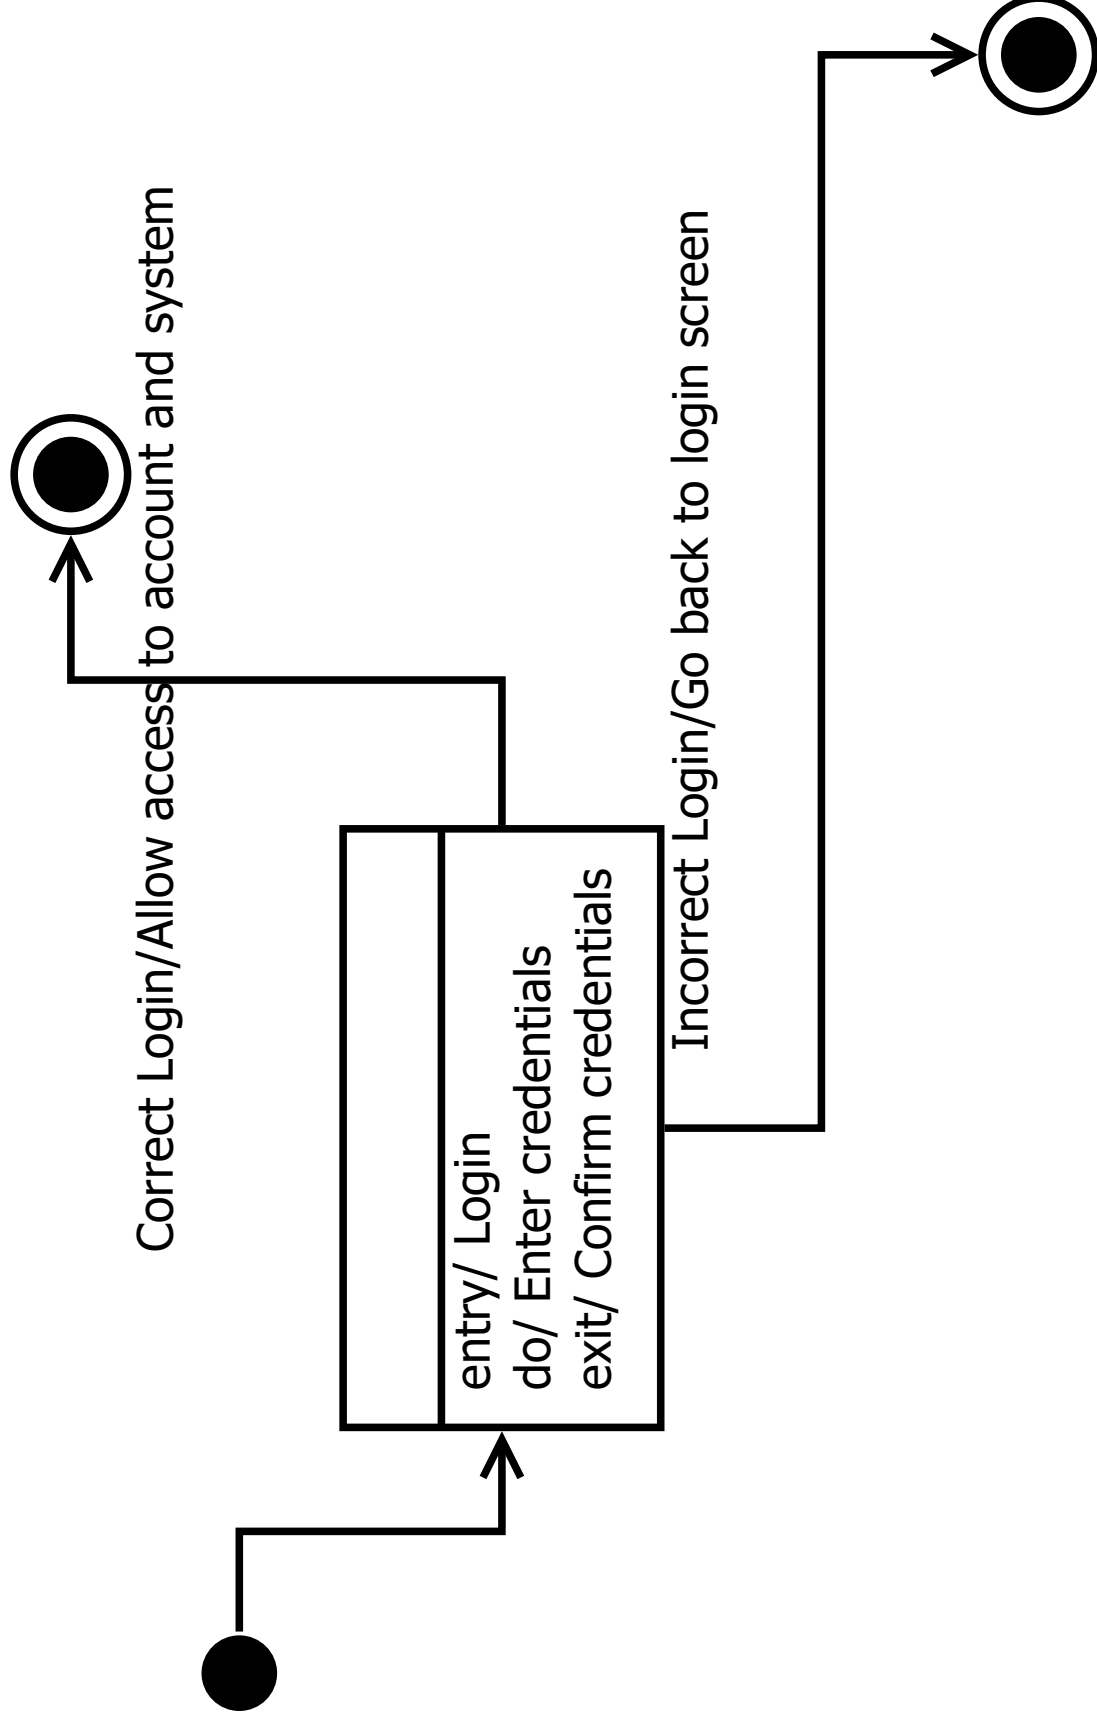 Correct Login/Allow access to account and system
entry/ Login
do/ Enter credentials
exit/ Confirm credentials
Incorrect Login/Go back to login screen